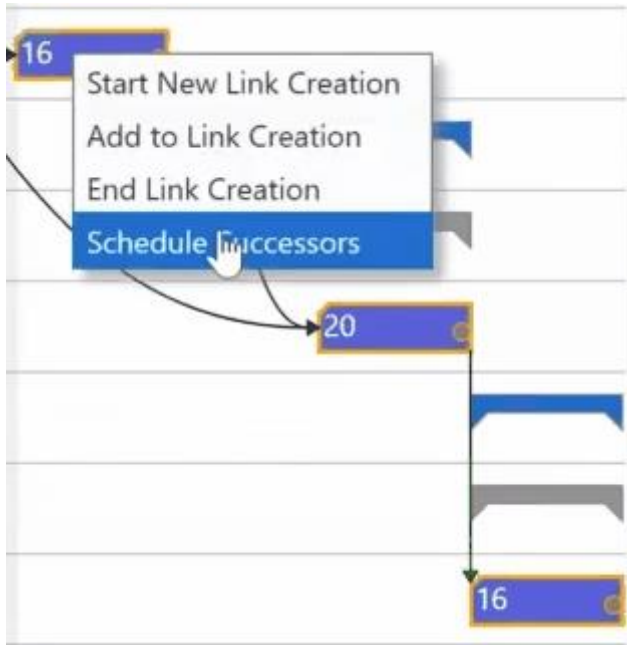 16
Start New Link Creation
Add to Link Creation
End Link Creation
Schedule Successors
20
16